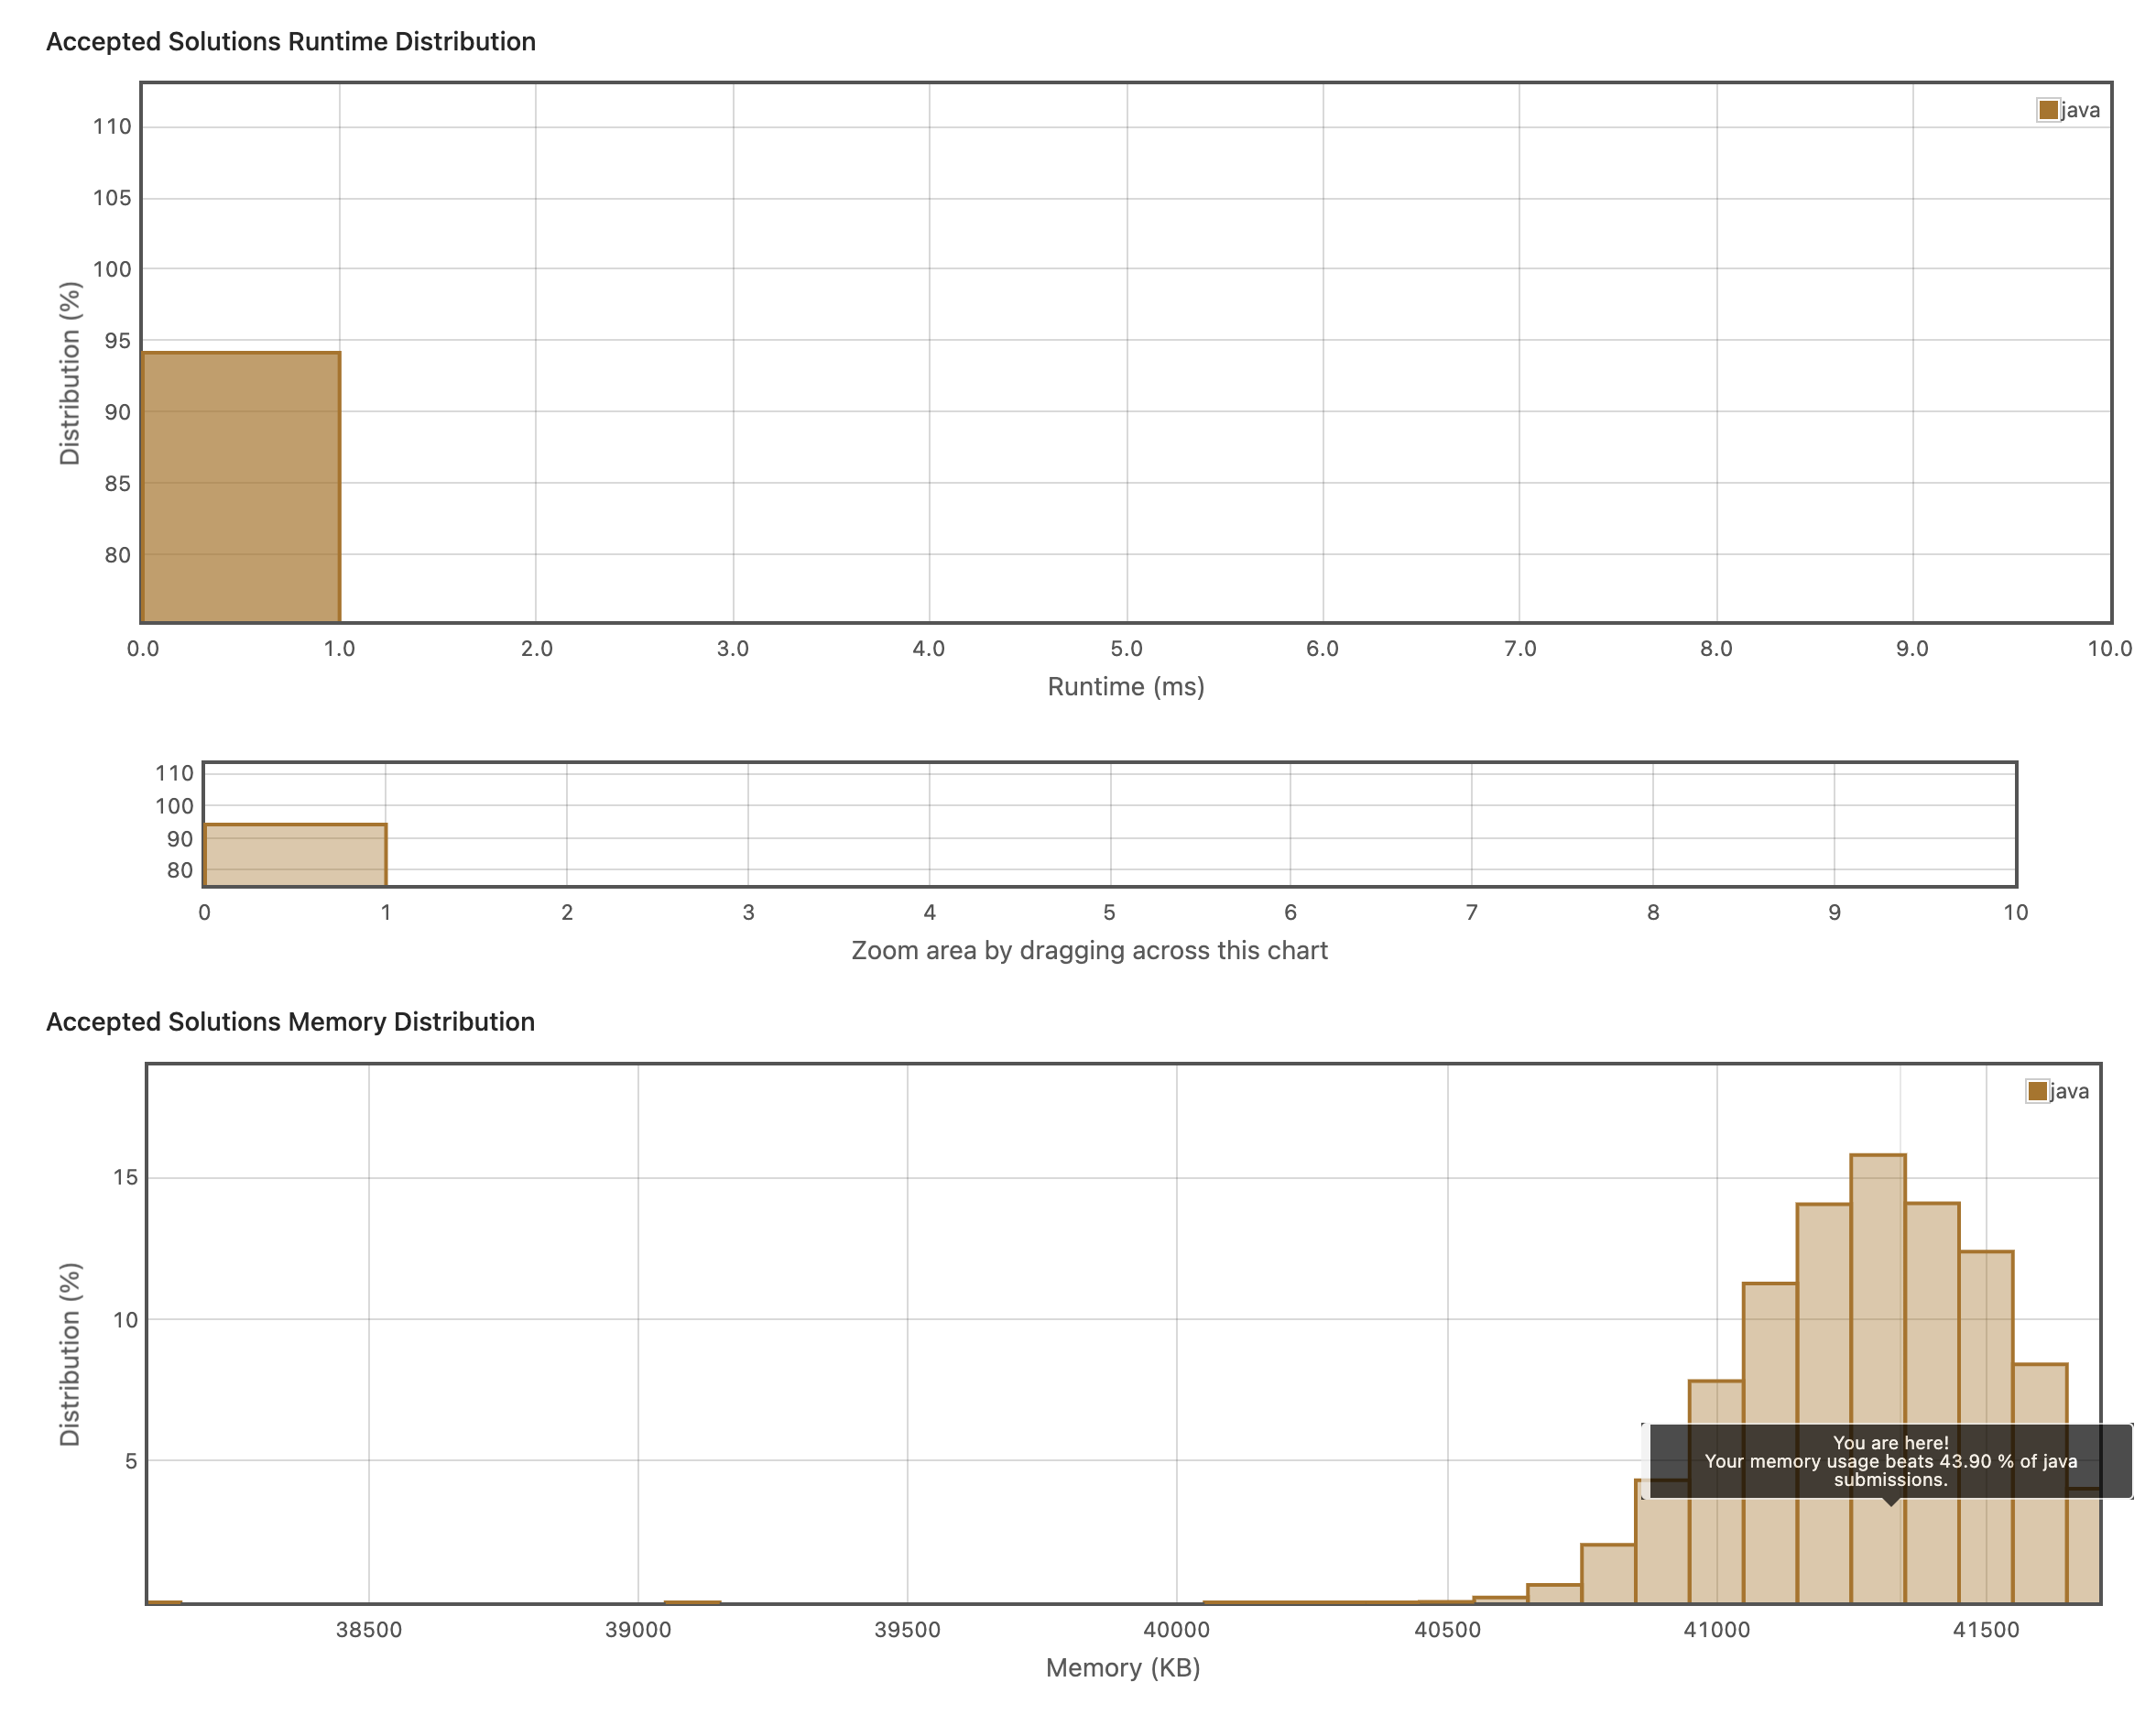 Accepted Solutions Runtime Distribution
java
110
105
100
95
90
85
80
Distribution (%)
0.0 1.0 2.0 3.0 4.0 5.0 6.0 7.0 8.0 9.0 10.0
Runtime (ms)
110
100
90
80
0 1 2 3 4 5 6 7 8 9 10
Zoom area by dragging across this chart
Accepted Solutions Memory Distribution
java
15
10
5
Distribution (%)
You are here!
Your memory usage beats 43.90 % of java
submissions.
38500 39000 39500 40000 40500 41000 41500
Memory (KB)